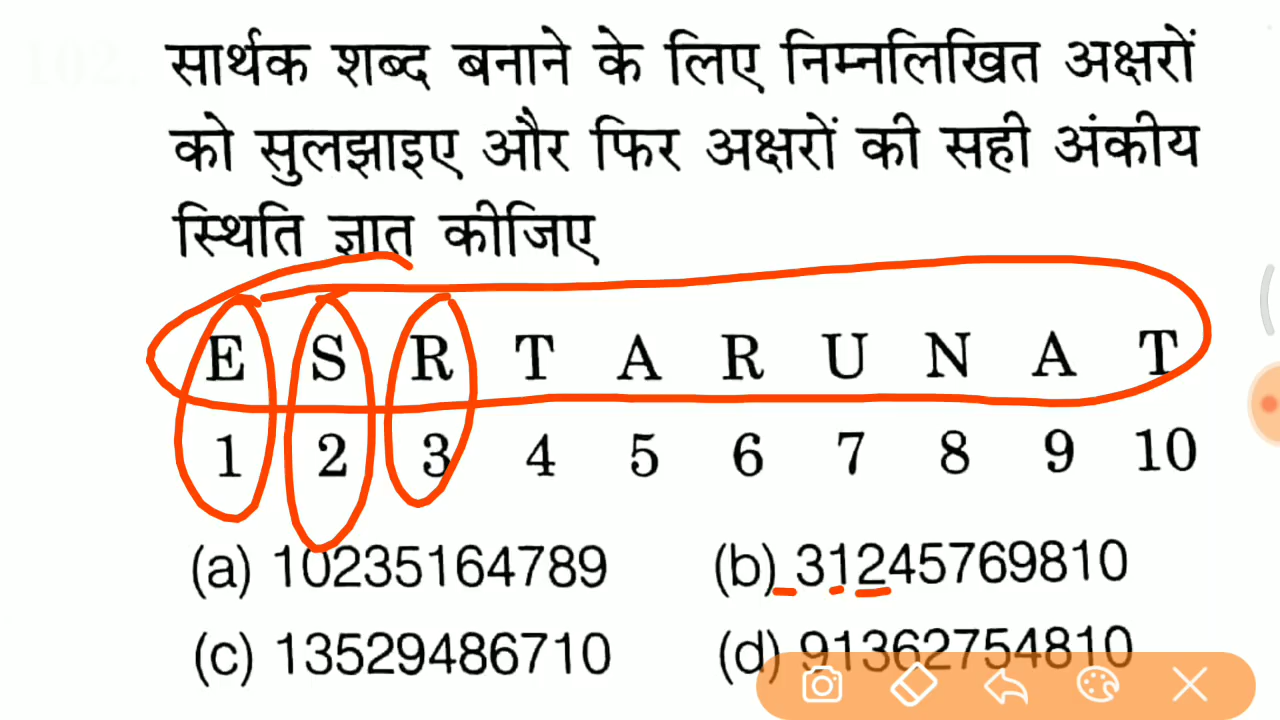 सार्थक शब्द बनाने के लिए निम्नलिखित अक्षरों
को सुलझाइए और फिर अक्षरों की सही अंकीय
स्थिति ज्ञात कीजिए
E S R T A R U N A T
1 2 3 4 5 6 7 8 9 10
(a) 10235164789 (b) 31245769810
(c) 13529486710 (d) 91362754810